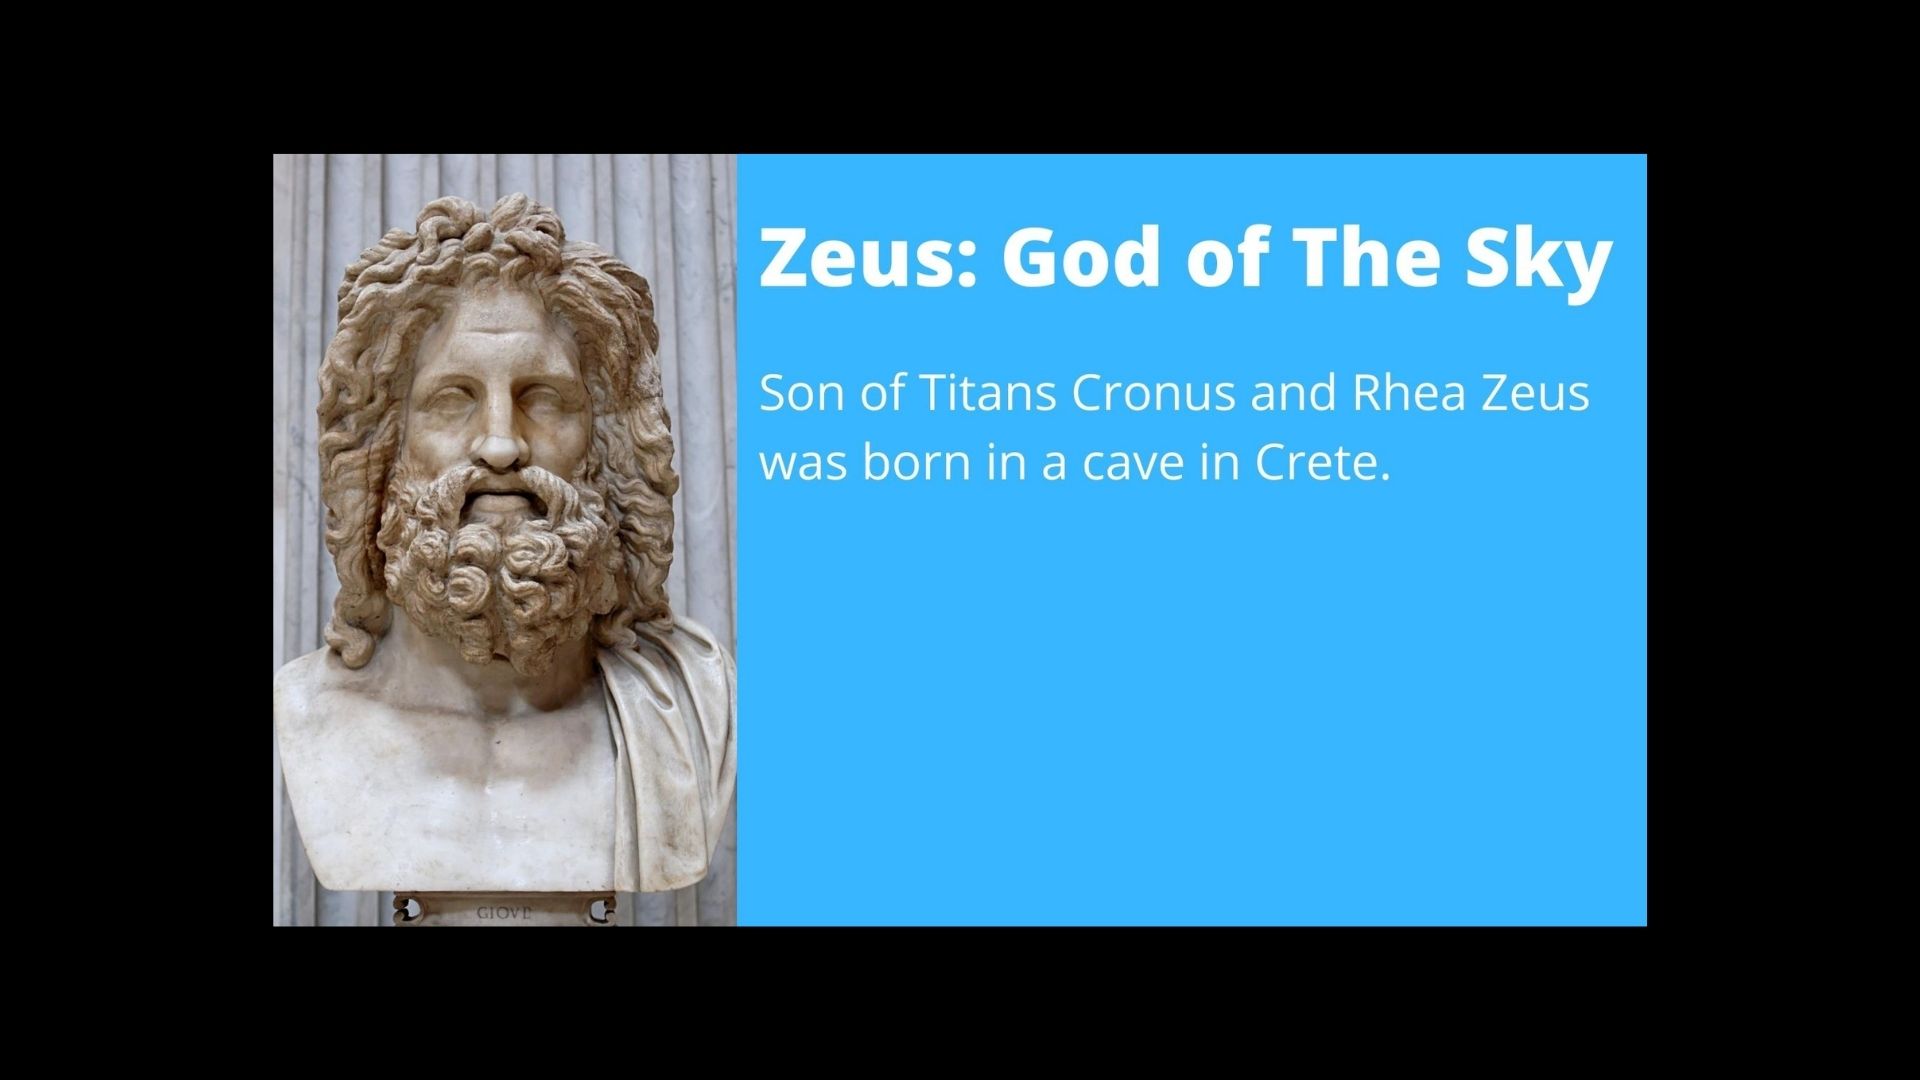 Zeus: God of The Sky
Son of Titans Cronus and Rhea Zeus
was born in a cave in Crete.
GIOVE